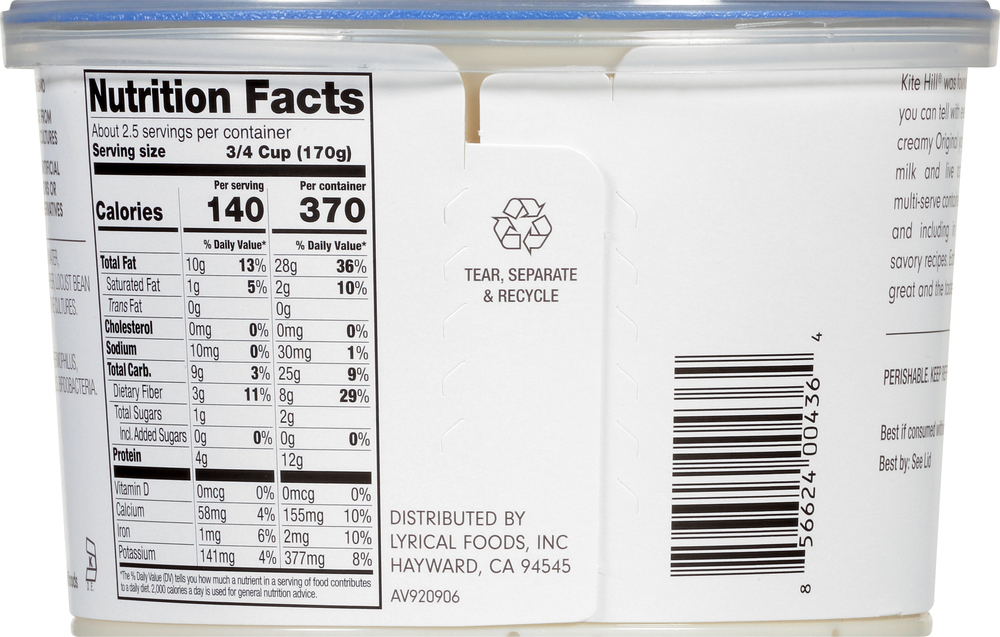 Nutrition Facts
About 2.5 servings per container
Serving size 3/4 Cup (170g)
Per serving Per container
Calories 140 370
% Daily Value* % Daily Value*
Total Fat 10g 13% 28g 36%
Saturated Fat 1g 5% 2g 10%
Trans Fat 0g 0g
Cholesterol 0mg 0% 0mg 0%
Sodium 10mg 0% 30mg 1%
Total Carb. 9g 3% 25g 9%
Dietary Fiber 3g 11% 8g 29%
Total Sugars 1g 2g
Incl. Added Sugars 0g 0% 0g 0%
Protein 4g 12g
Vitamin D 0mcg 0% 0mcg 0%
Calcium 58mg 4% 155mg 10%
Iron 1mg 6% 2mg 10%
Potassium 141mg 4% 377mg 8%
*The % Daily Value (DV) tells you how much a nutrient in a serving of food contributes
to a daily diet. 2,000 calories a day is used for general nutrition advice.
LOCUST BEAN
TEAR, SEPARATE
& RECYCLE
DISTRIBUTED BY
LYRICAL FOODS, INC
HAYWARD, CA 94545
AV920906
8 56624 00436 4
Kite Hill® was
you can tell with
creamy Original
milk and live
multi-serve
and including
savory recipes.
great and the
PERISHABLE. KEEP
Best if consumed
Best by: See Lid